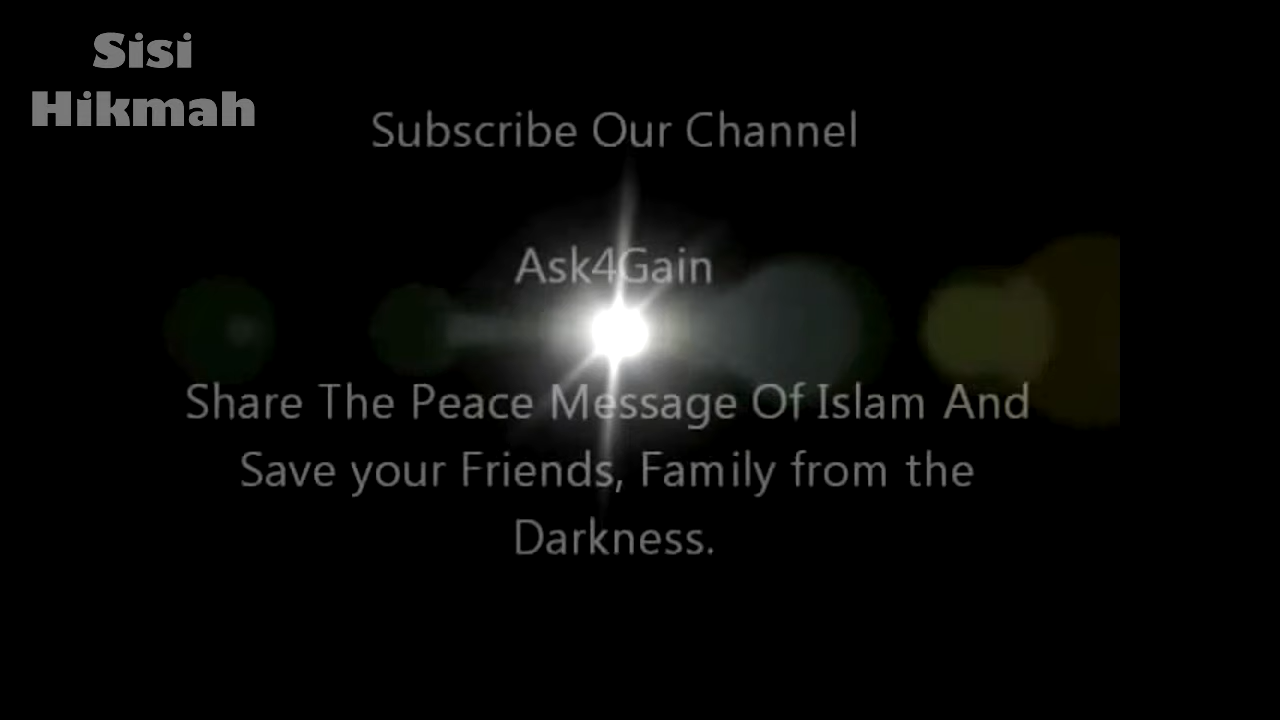 Sisi
Hikmah
Subscribe Our Channel
Ask4Gain
Share The Peace Message Of Islam And
Save your Friends, Family from the
Darkness.